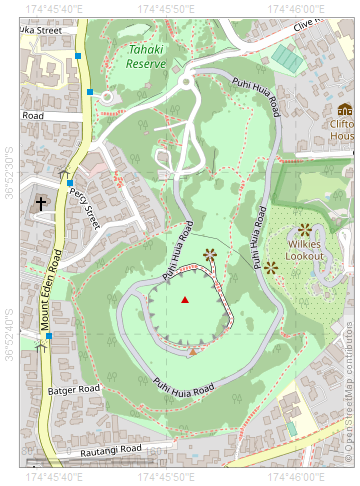 174°45'40"E 174°45'50"E 174°46'00"E
uka Street
Clive R
Tahaki
Reserve
Puhi Huia Road
Road
Clifto
Hous
36°52'30"S
Percy Street
Puhi Huia Road
Puhi Huia Road
Wilkies
Lookout
Mount Eden Road
36°52'40"S
Puhi Huia Road
Batger Road
Rautangi Road
© OpenStreetMap contributors
174°45'40"E 174°45'50"E 174°46'00"E